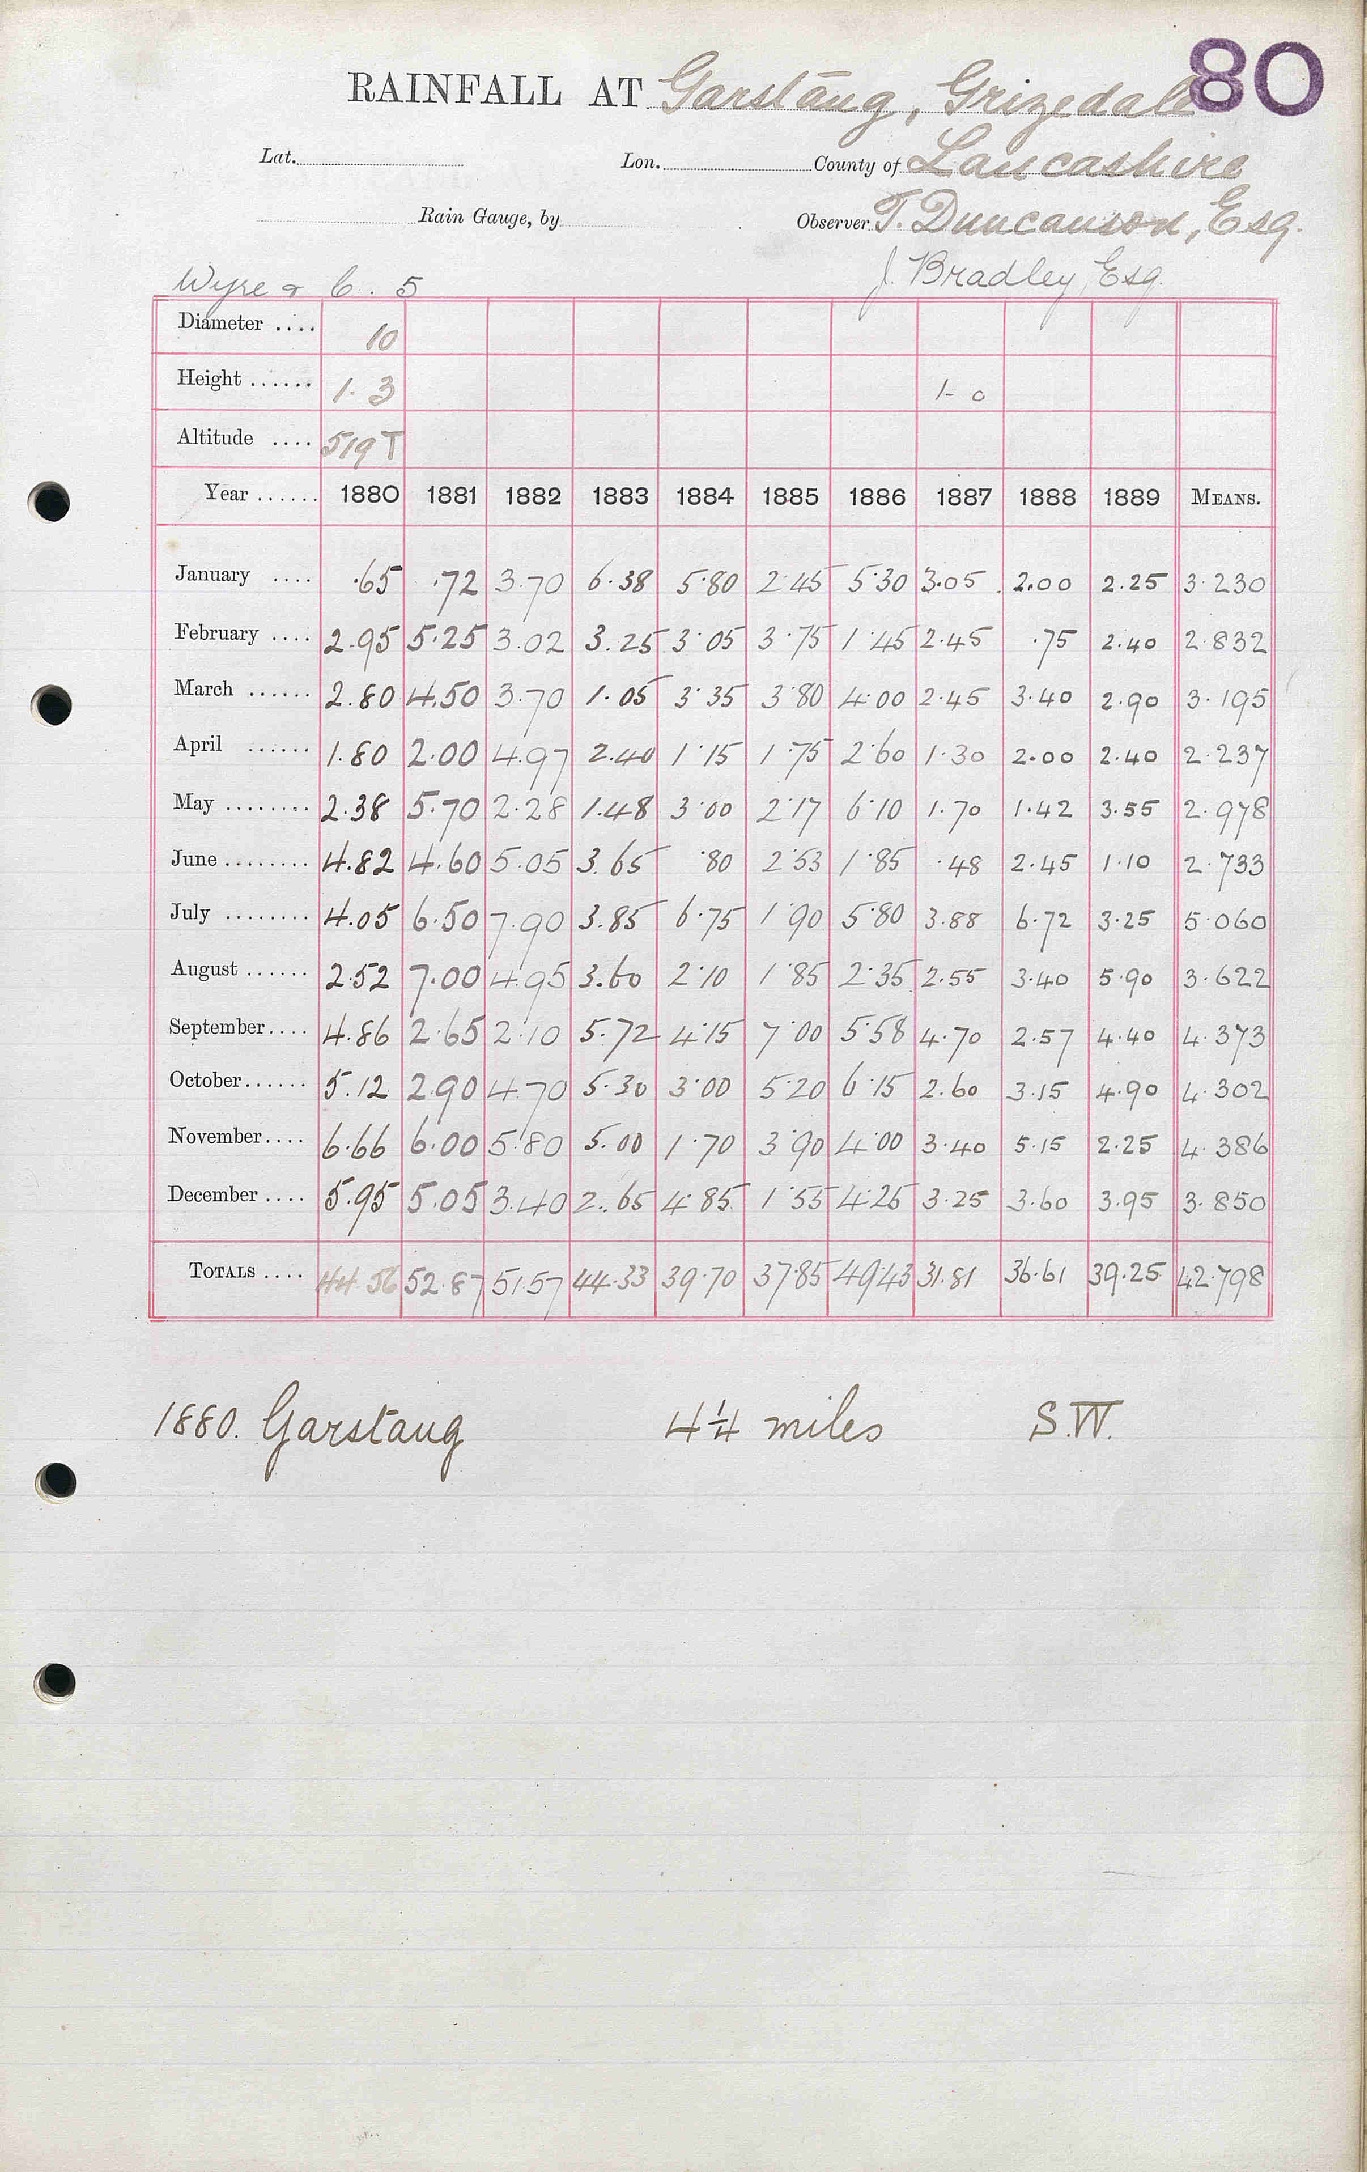 80
RAINFALL AT Garstang, Grizedale
Lat. Lon. County of Lancashire
Rain Gauge, by Observer T. Duncanson, Esq.
J. Bradley, Esq.
Wyre & C. 5
Diameter .... 10
Height ...... 1. 3 1- 0
Altitude .... 519 T
Year ...... 1880 1881 1882 1883 1884 1885 1886 1887 1888 1889 MEANS.
January .... .65 .72 3.70 6.38 5.80 2.45 5.30 3.05 2.00 2.25 3.230
February .... 2.95 5.25 3.02 3.25 3.05 3.75 1.45 2.45 .75 2.40 2.832
March ...... 2.80 4.50 3.70 1.05 3.35 3.80 4.00 2.45 3.40 2.90 3.195
April ...... 1.80 2.00 4.97 2.40 1.15 1.75 2.60 1.30 2.00 2.40 2.237
May ........ 2.38 5.70 2.28 1.48 3.00 2.17 6.10 1.70 1.42 3.55 2.978
June ........ 4.82 4.60 5.05 3.65 .80 2.53 1.85 .48 2.45 1.10 2.733
July ........ 4.05 6.50 7.90 3.85 6.75 1.90 5.80 3.88 6.72 3.25 5.060
August ...... 2.52 7.00 4.95 3.60 2.10 1.85 2.35 2.55 3.40 5.90 3.622
September.... 4.86 2.65 2.10 5.72 4.15 7.00 5.58 4.70 2.57 4.40 4.373
October...... 5.12 2.90 4.70 5.30 3.00 5.20 6.15 2.60 3.15 4.90 4.302
November.... 6.66 6.00 5.80 5.00 1.70 3.90 4.00 3.40 5.15 2.25 4.386
December .... 5.95 5.05 3.40 2.65 4.85 1.55 4.25 3.25 3.60 3.95 3.850
TOTALS .... 44.56 52.87 51.57 44.33 39.70 37.85 49.43 31.81 36.61 39.25 42.798
1880. Garstang 4¼ miles S.W.